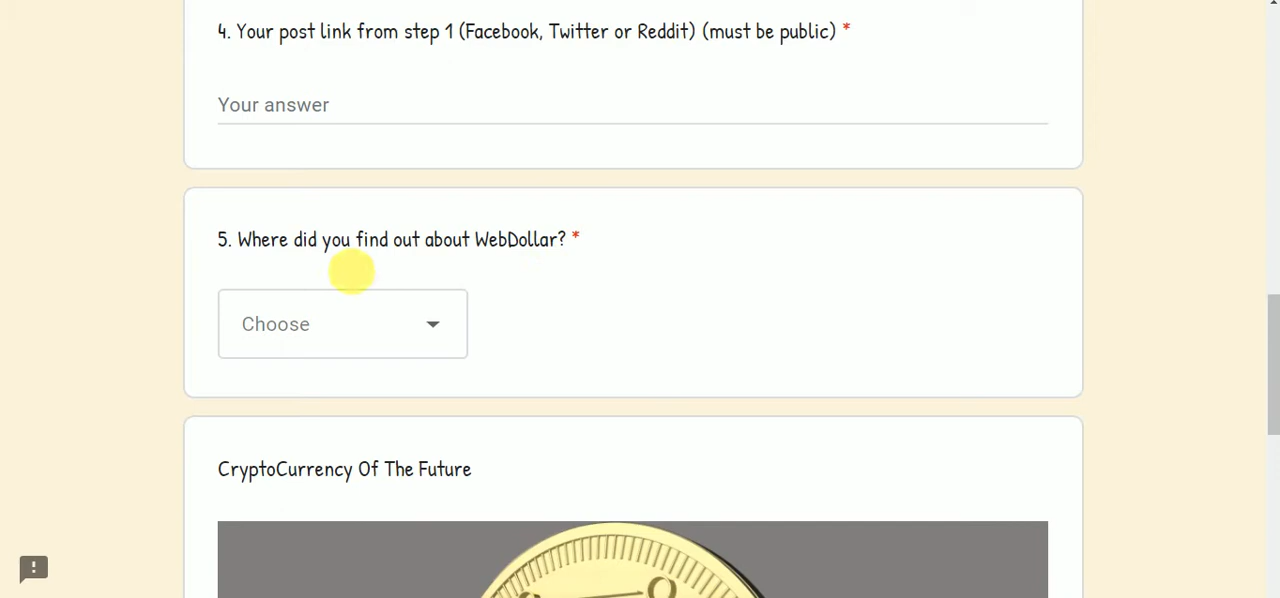 4. Your post link from step 1 (Facebook, Twitter or Reddit) (must be public) *
Your answer
5. Where did you find out about WebDollar? *
Choose
CryptoCurrency Of The Future